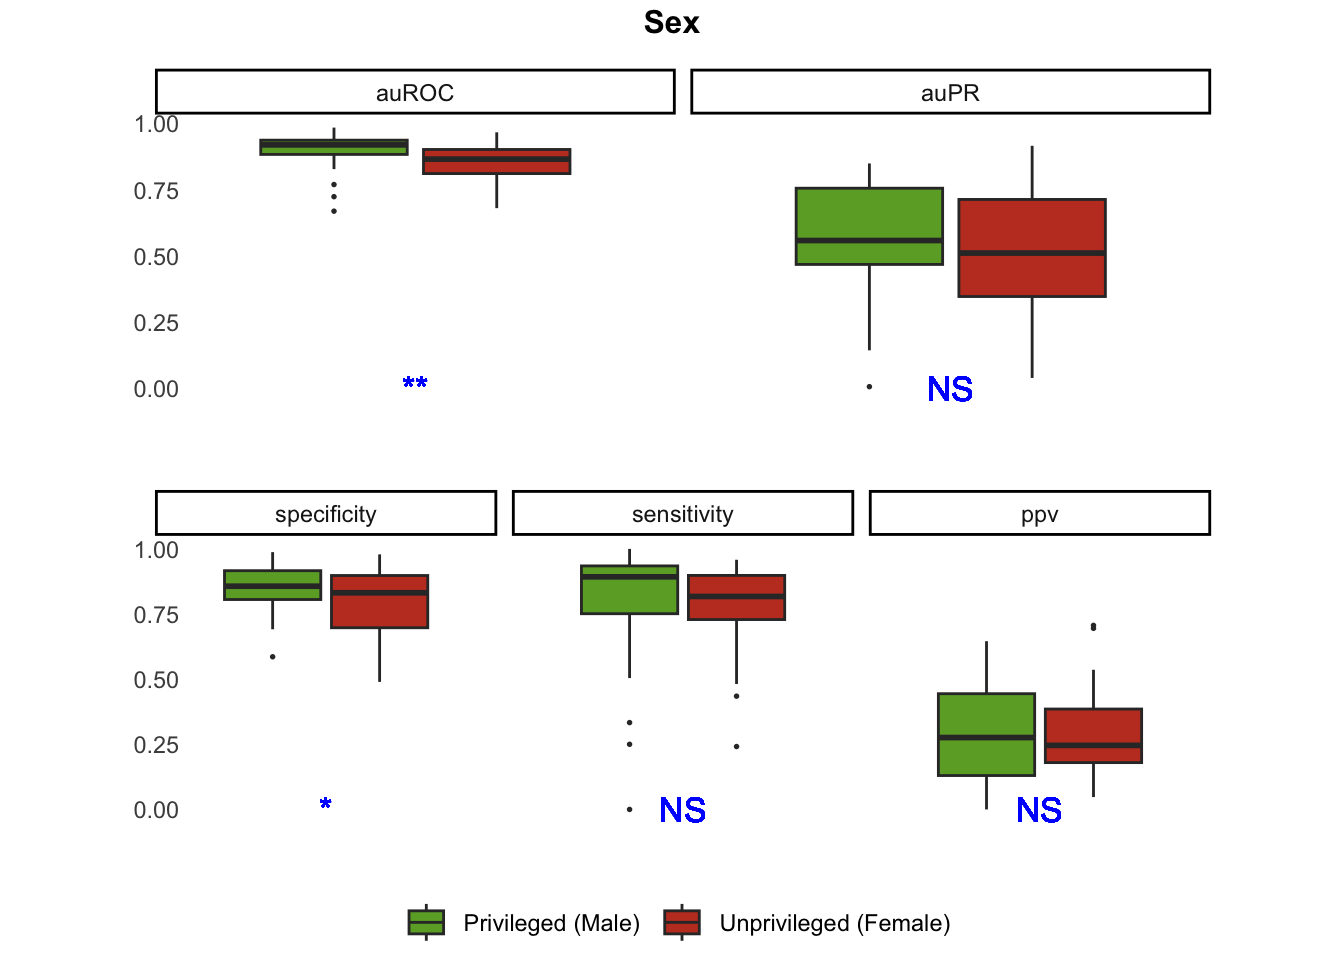 Sex
auROC
auPR
1.00
0.75
0.50
0.25
0.00
**
NS
specificity
sensitivity
ppv
1.00
0.75
0.50
0.25
0.00
*
NS
NS
Privileged (Male)
Unprivileged (Female)